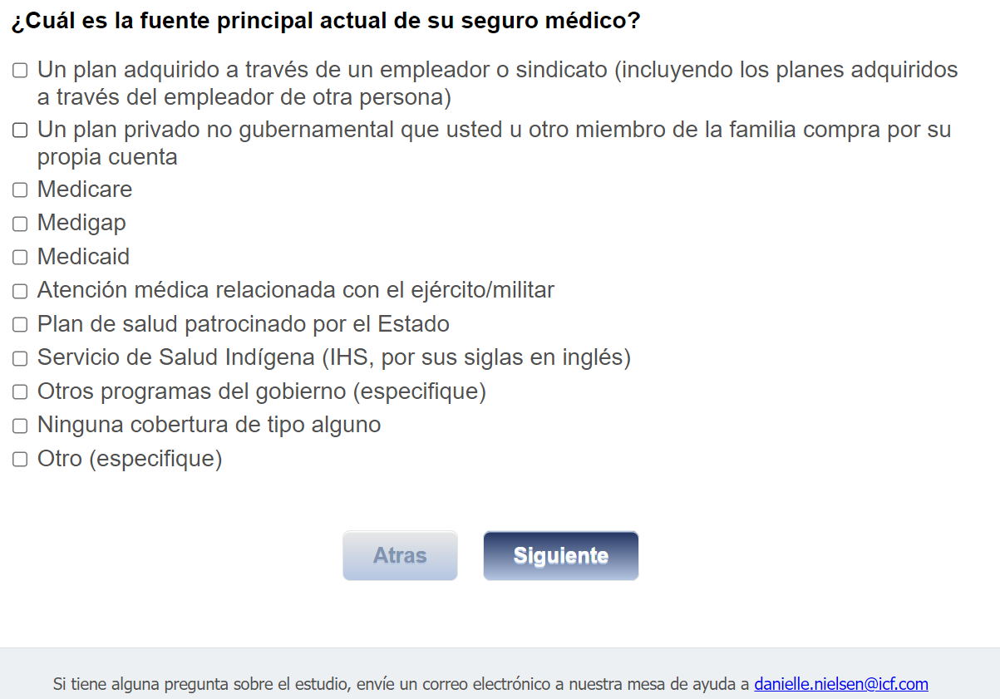 ¿Cuál es la fuente principal actual de su seguro médico?
Un plan adquirido a través de un empleador o sindicato (incluyendo los planes adquiridos
a través del empleador de otra persona)
Un plan privado no gubernamental que usted u otro miembro de la familia compra por su
propia cuenta
Medicare
Medigap
Medicaid
Atención médica relacionada con el ejército/militar
Plan de salud patrocinado por el Estado
Servicio de Salud Indígena (IHS, por sus siglas en inglés)
Otros programas del gobierno (especifique)
Ninguna cobertura de tipo alguno
Otro (especifique)
Atras Siguiente
Si tiene alguna pregunta sobre el estudio, envíe un correo electrónico a nuestra mesa de ayuda a danielle.nielsen@icf.com